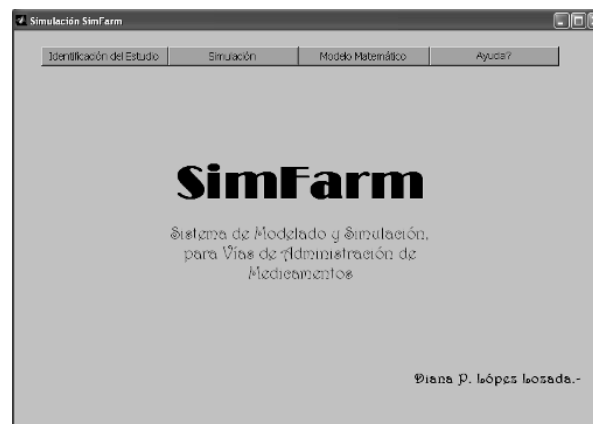 Simulación SimFarm
Identificación del Estudio Simulación Modelo Matemático Ayuda?
SimFarm
Sistema de Modelado y Simulación,
para Vías de Administración de
Medicamentos
Diana P. López Lozada.-